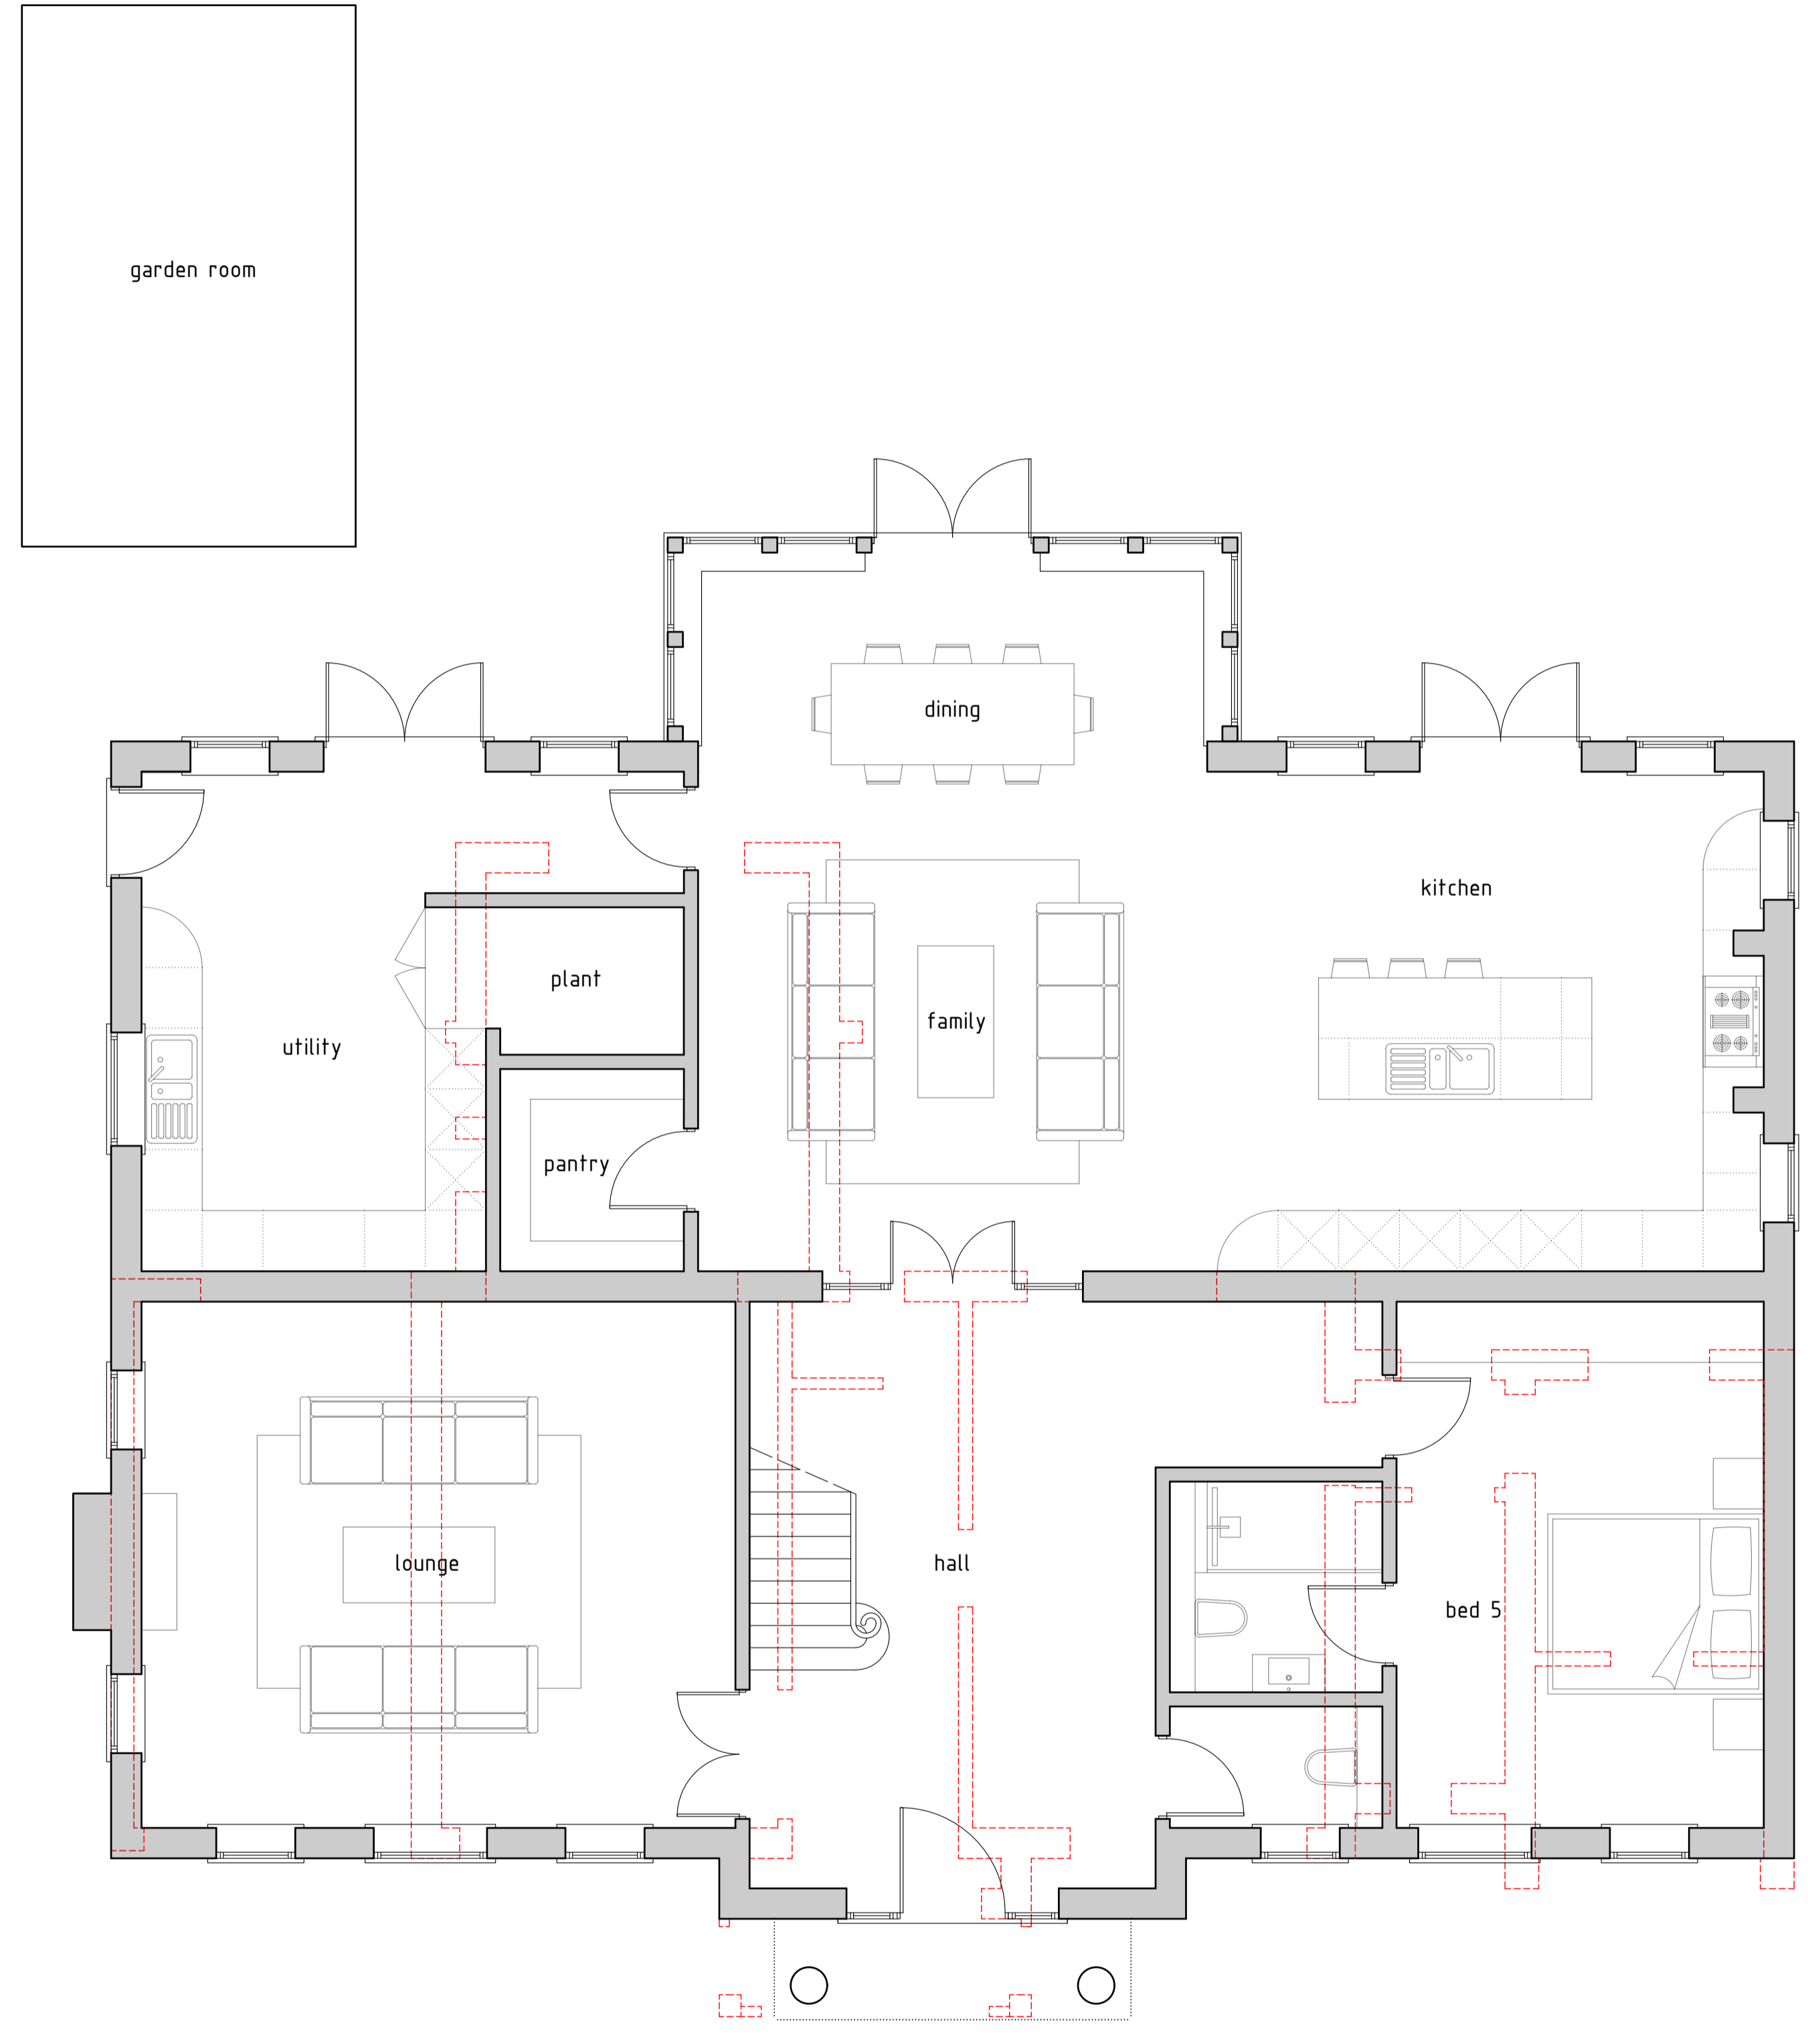 garden room
dining
kitchen
plant
family
utility
pantry
lounge
hall
bed 5